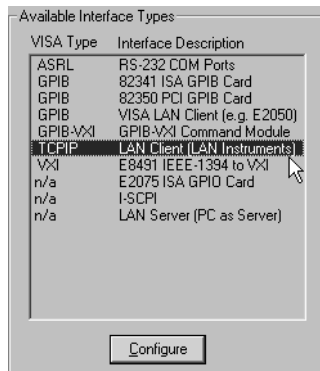 Available Interface Types
VISA Type Interface Description
ASRL RS-232 COM Ports
GPIB 82341 ISA GPIB Card
GPIB 82350 PCI GPIB Card
GPIB VISA LAN Client (e.g. E2050)
GPIB-VXI GPIB-VXI Command Module
TCPIP LAN Client (LAN Instruments)
VXI E8491 IEEE-1394 to VXI
n/a E2075 ISA GPIO Card
n/a I-SCPI
n/a LAN Server (PC as Server)
Configure